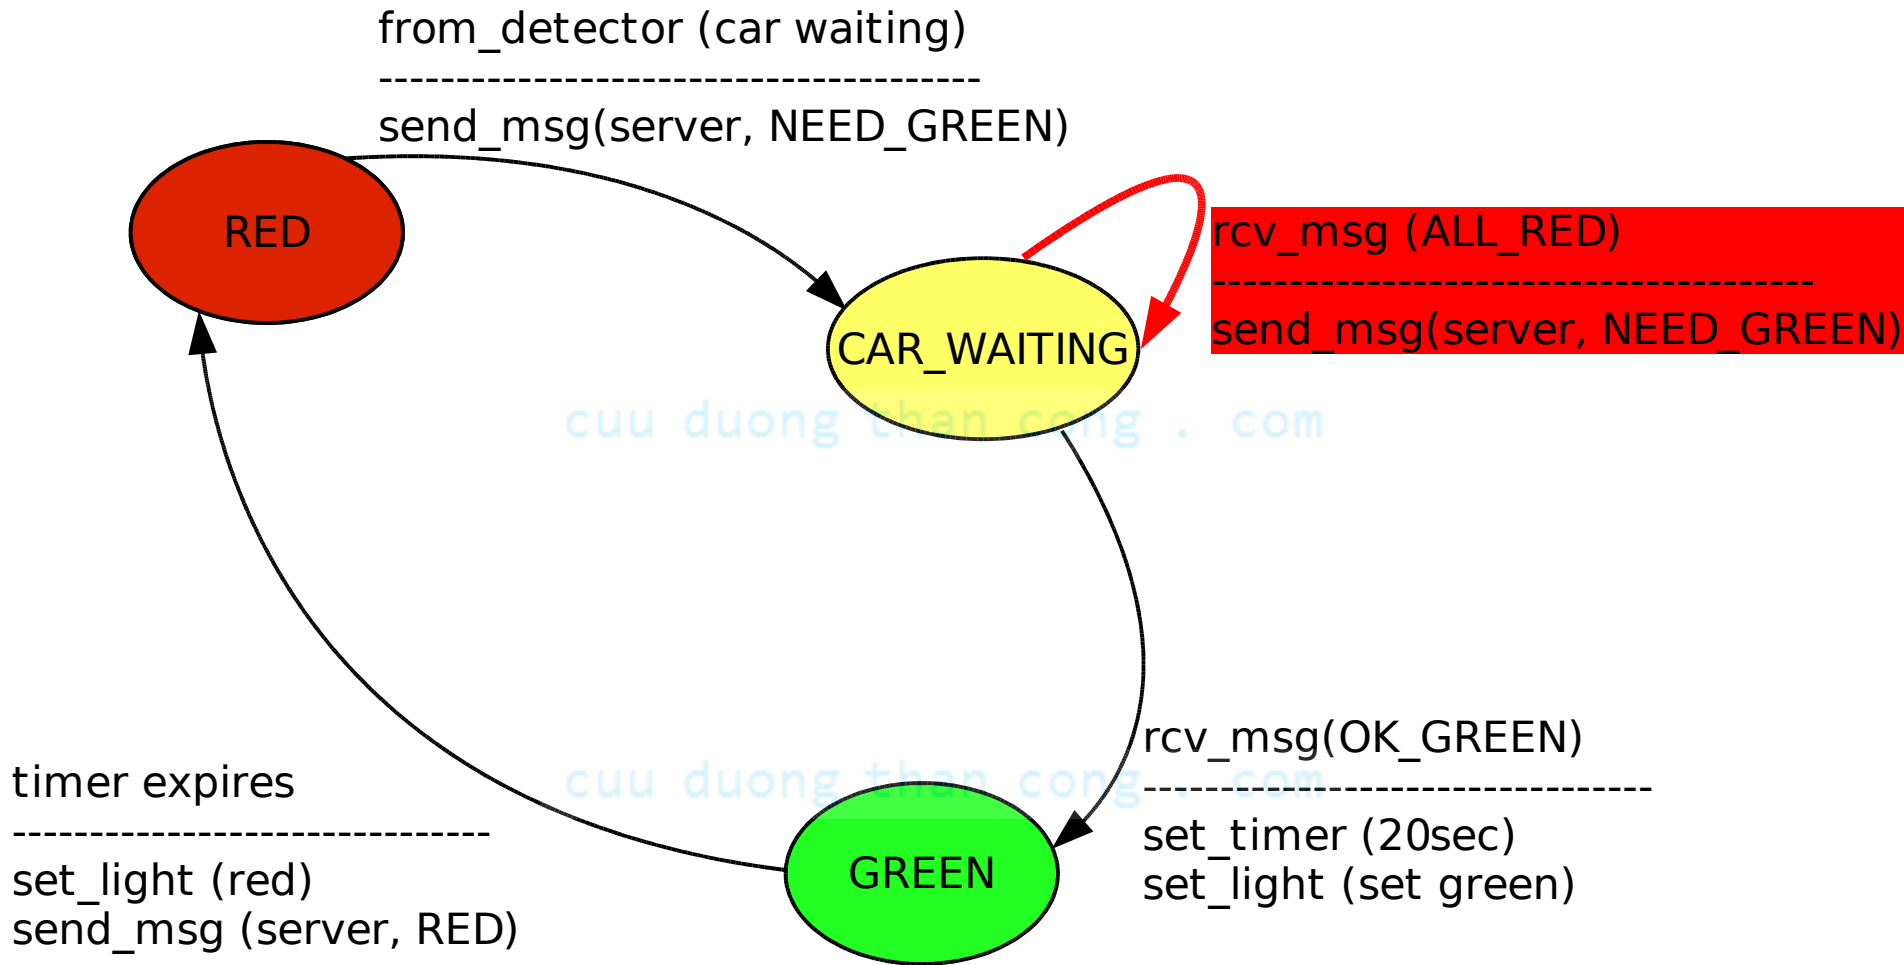 from_detector (car waiting)
---------------------------------------
send_msg(server, NEED_GREEN)
RED
rcv_msg (ALL_RED)
---------------------------------------
send_msg(server, NEED_GREEN)
CAR_WAITING
cuu duong than cong . com
rcv_msg(OK_GREEN)
---------------------------------
set_timer (20sec)
set_light (set green)
timer expires
-------------------------------
set_light (red)
send_msg (server, RED)
cuu duong than cong . com
GREEN